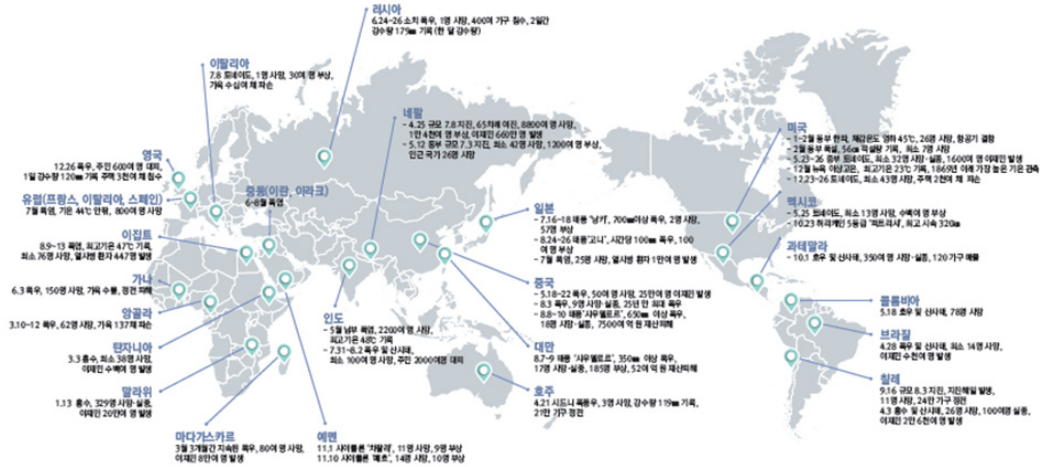 러시아
6.24~26 소치 폭우, 1명 사망, 400여 가구 침수, 2일간
강수량 179㎜ 기록 (한 달 강수량)
이탈리아
7.8 토네이도, 1명 사망, 30여 명 부상,
가옥 수십여 채 파손
네팔
- 4.25 규모 7.8 지진, 65차례 여진, 8800여 명 사망,
1만 4천여 명 부상, 이재민 660만 명 발생
- 5.12 동부 규모 7.3 지진, 최소 42명 사망, 1200여 명 부상,
인근 국가 26명 사망
영국
12.26 폭우, 주민 600여 명 대피,
1일 강수량 120㎜ 기록 주택 3천여 채 침수
유럽(프랑스, 이탈리아, 스페인)
7월 폭염, 기온 44℃ 안팎, 800여 명 사망
중동(이란, 이라크)
6~8월 폭염
이집트
8.9~13 폭염, 최고기온 47℃ 기록,
최소 76명 사망, 열사병 환자 447명 발생
가나
6.3 폭우, 150명 사망, 가옥 수몰, 정전 피해
앙골라
3.10~12 폭우, 62명 사망, 가옥 137채 파손
탄자니아
3.3 홍수, 최소 38명 사망,
이재민 수백여 명 발생
말라위
1.13 홍수, 329명 사망·실종,
이재민 20만여 명 발생
마다가스카르
3월 3개월간 지속된 폭우, 80여 명 사망,
이재민 8만여 명 발생
예멘
11.1 사이클론 '차팔라', 11명 사망, 9명 부상
11.10 사이클론 '메흐', 14명 사망, 10명 부상
인도
- 5월 남부 폭염, 2200여 명 사망,
최고기온 48℃ 기록
- 7.31~8.2 폭우 및 산사태,
최소 100여 명 사망, 주민 2000여명 대피
일본
- 7.16~18 태풍 '낭카', 700㎜이상 폭우, 2명 사망,
57명 부상
- 8.24~26 태풍'고니', 시간당 100㎜ 폭우, 100
여 명 부상
- 7월 폭염, 25명 사망, 열사병 환자 1만여 명 발생
중국
- 5.18~22 폭우, 50여 명 사망, 25만여 명 이재민 발생
- 8.3 폭우, 9명 사망·실종, 25년 만 최대 폭우
- 8.8~10 태풍'사우델로르', 650㎜ 이상 폭우,
18명 사망·실종, 7500여 억 원 재산피해
대만
8.7~9 태풍 '사우델로르', 350㎜ 이상 폭우,
17명 사망·실종, 185명 부상, 52여 억 원 재산피해
호주
4.21 시드니 폭풍우, 3명 사망, 강수량 119㎜ 기록,
21만 가구 정전
미국
- 1~2월 동부 한파, 체감온도 영하 45℃, 26명 사망, 항공기 결항
- 2월 동부 폭설, 56㎝ 적설량 기록, 최소 7명 사망
- 5.23~26 중부 토네이도, 최소 32명 사망·실종, 1600여 명 이재민 발생
- 12월 뉴욕 이상고온, 최고기온 23℃ 기록, 1869년 이래 가장 높은 기온 관측
- 12.23~26 토네이도, 최소 43명 사망, 주택 2천여 채 파손
멕시코
- 5.25 토네이도, 최소 13명 사망, 수백여 명 부상
- 10.23 허리케인 5등급 '퍼트리샤', 최고 시속 320㎞
과테말라
- 10.1 호우 및 산사태, 350여 명 사망·실종, 120 가구 매몰
콜롬비아
5.18 호우 및 산사태, 78명 사망
브라질
4.28 폭우 및 산사태, 최소 14명 사망,
이재민 수천여 명 발생
칠레
9.16 규모 8.3 지진, 지진해일 발생,
11명 사망, 24만 가구 정전
4.3 홍수 및 산사태, 26명 사망, 100여명 실종,
이재민 2만 6천여 명 발생